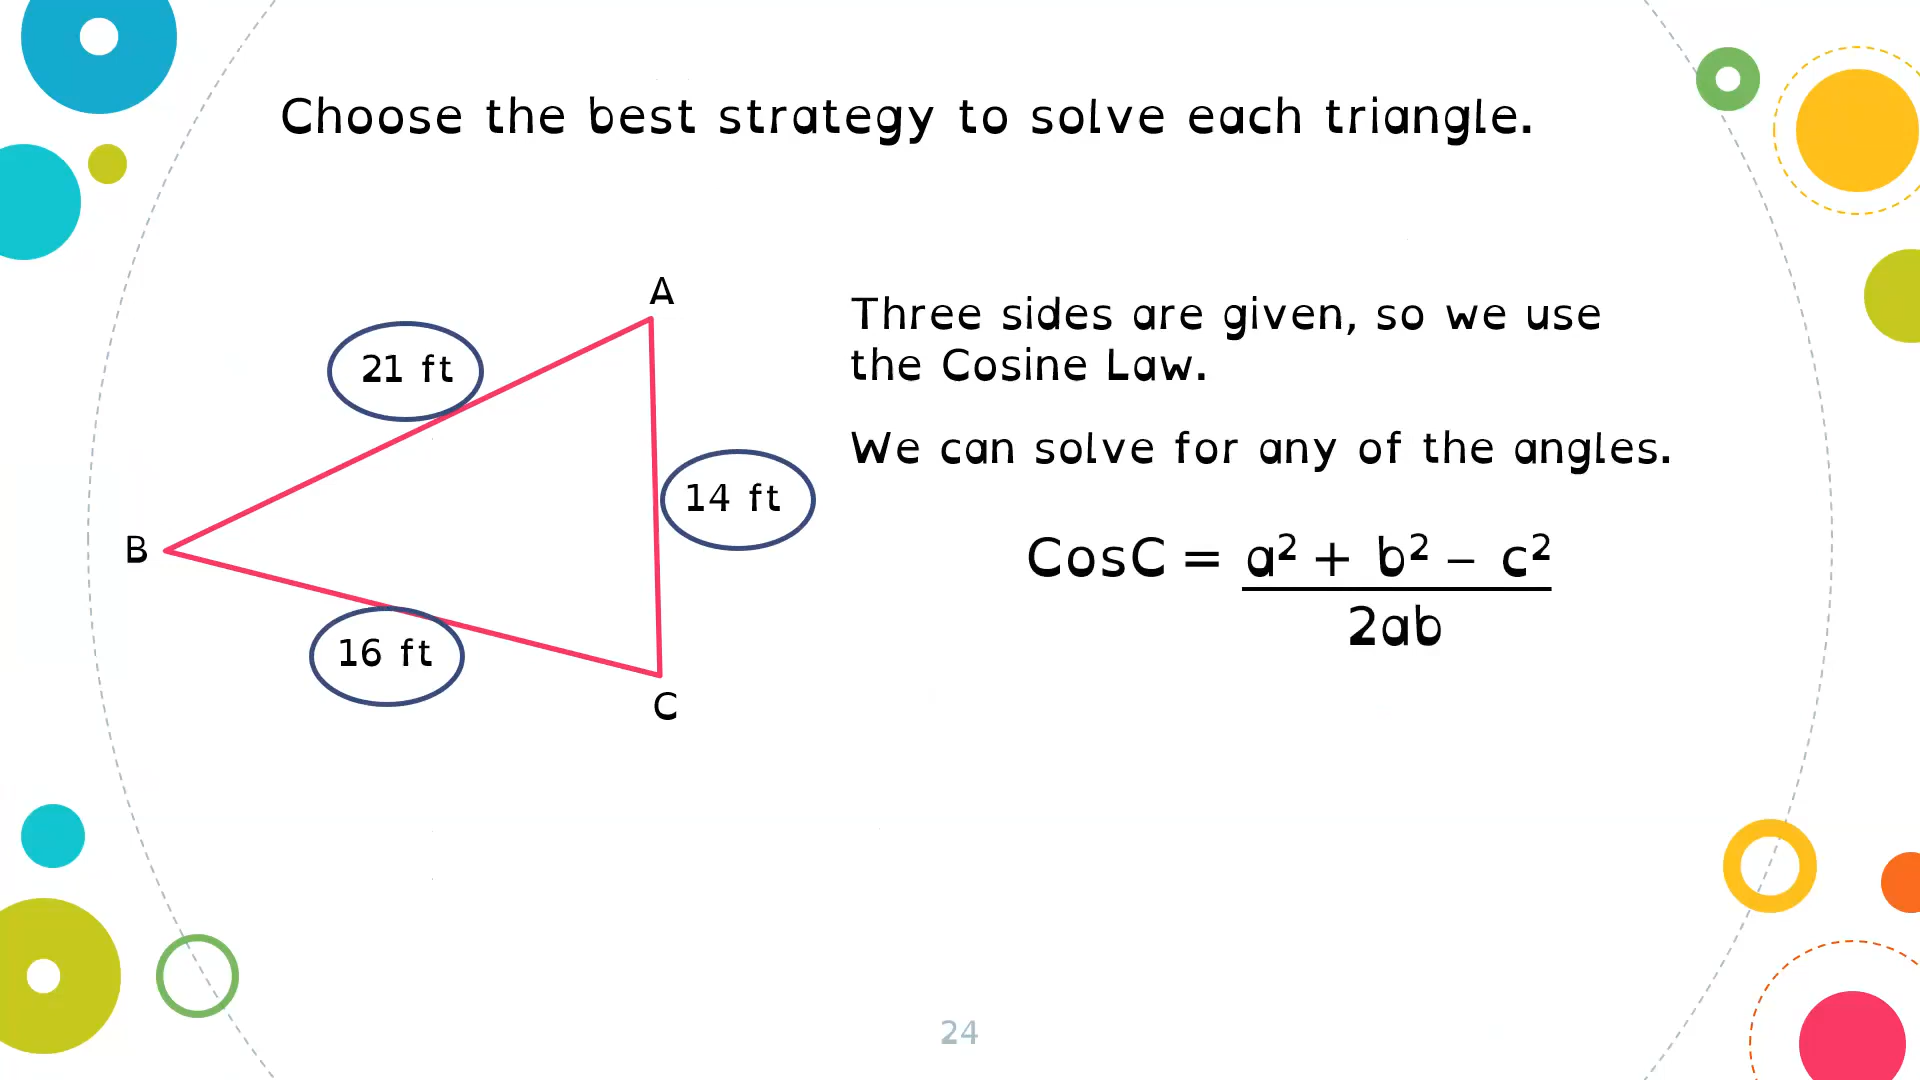 Choose the best strategy to solve each triangle.
A
21 ft
Three sides are given, so we use
the Cosine Law.
We can solve for any of the angles.
14 ft
B
CosC = a² + b² – c²
2ab
16 ft
C
24